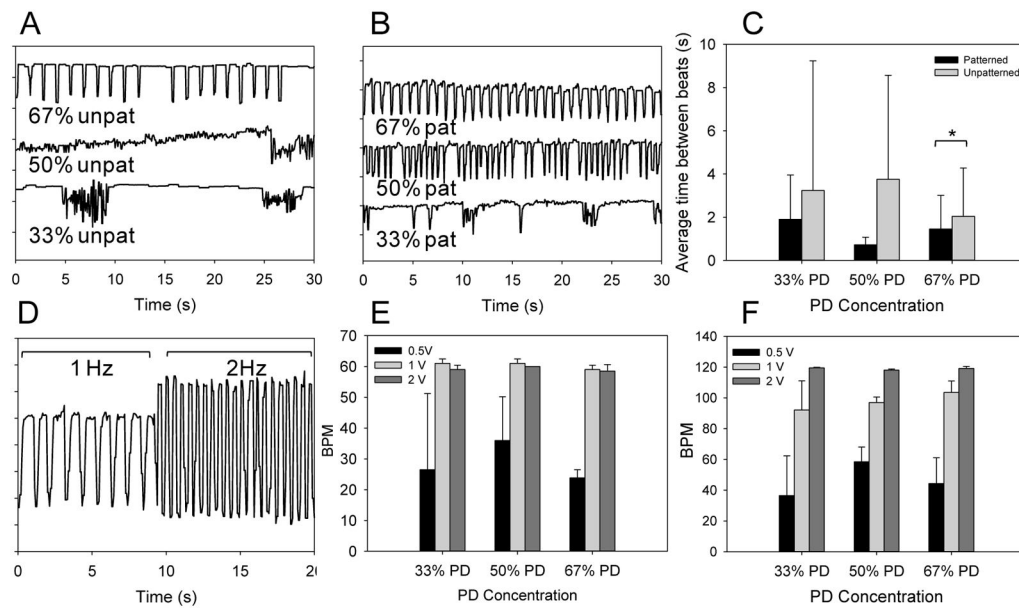 A
67% unpat
50% unpat
33% unpat
0 5 10 15 20 25 30
Time (s)
B
67% pat
50% pat
33% pat
0 5 10 15 20 25 30
Time (s)
C
Average time between beats (s)
10
8
6
4
2
0
Patterned
Unpatterned
*
33% PD 50% PD 67% PD
PD Concentration
D
1 Hz 2Hz
0 5 10 15 20
Time (s)
E
BPM
70
60
50
40
30
20
10
0
0.5V
1 V
2 V
33% PD 50% PD 67% PD
PD Concentration
F
BPM
140
120
100
80
60
40
20
0
0.5 V
1 V
2 V
33% PD 50% PD 67% PD
PD Concentration